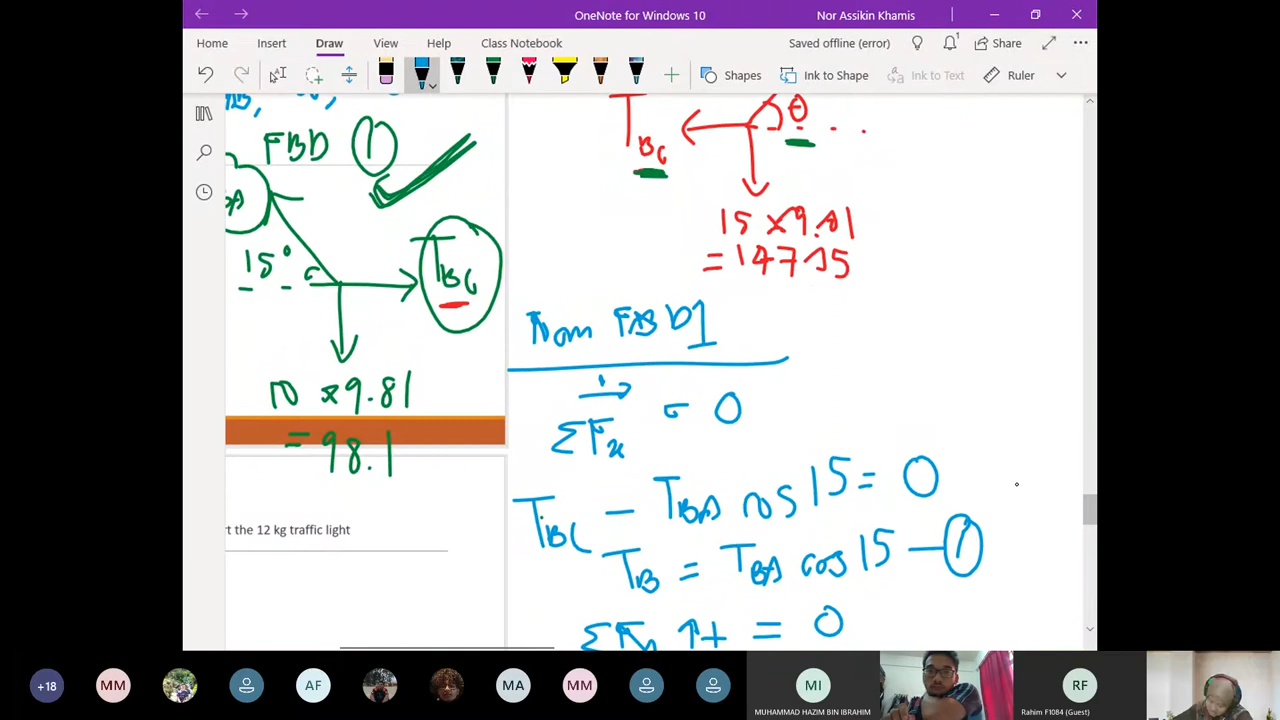 OneNote for Windows 10
Nor Assikin Khamis
Home Insert Draw View Help Class Notebook
Saved offline (error)
Share
Shapes
Ink to Shape
Ink to Text
Ruler
FBD 1
15°
TBC
10 x 9.81
= 98.1
rt the 12 kg traffic light
TBC
θ
15 x 9.81
= 147.15
From FBD1
ΣFx = 0
TBC - TBA cos 15 = 0
TB = TBA cos 15 - 1
ΣFy ↑+ = 0
+18
MM
AF
MA
MM
MI
RF
MUHAMMAD HAZIM BIN IBRAHIM
Rahim F1084 (Guest)